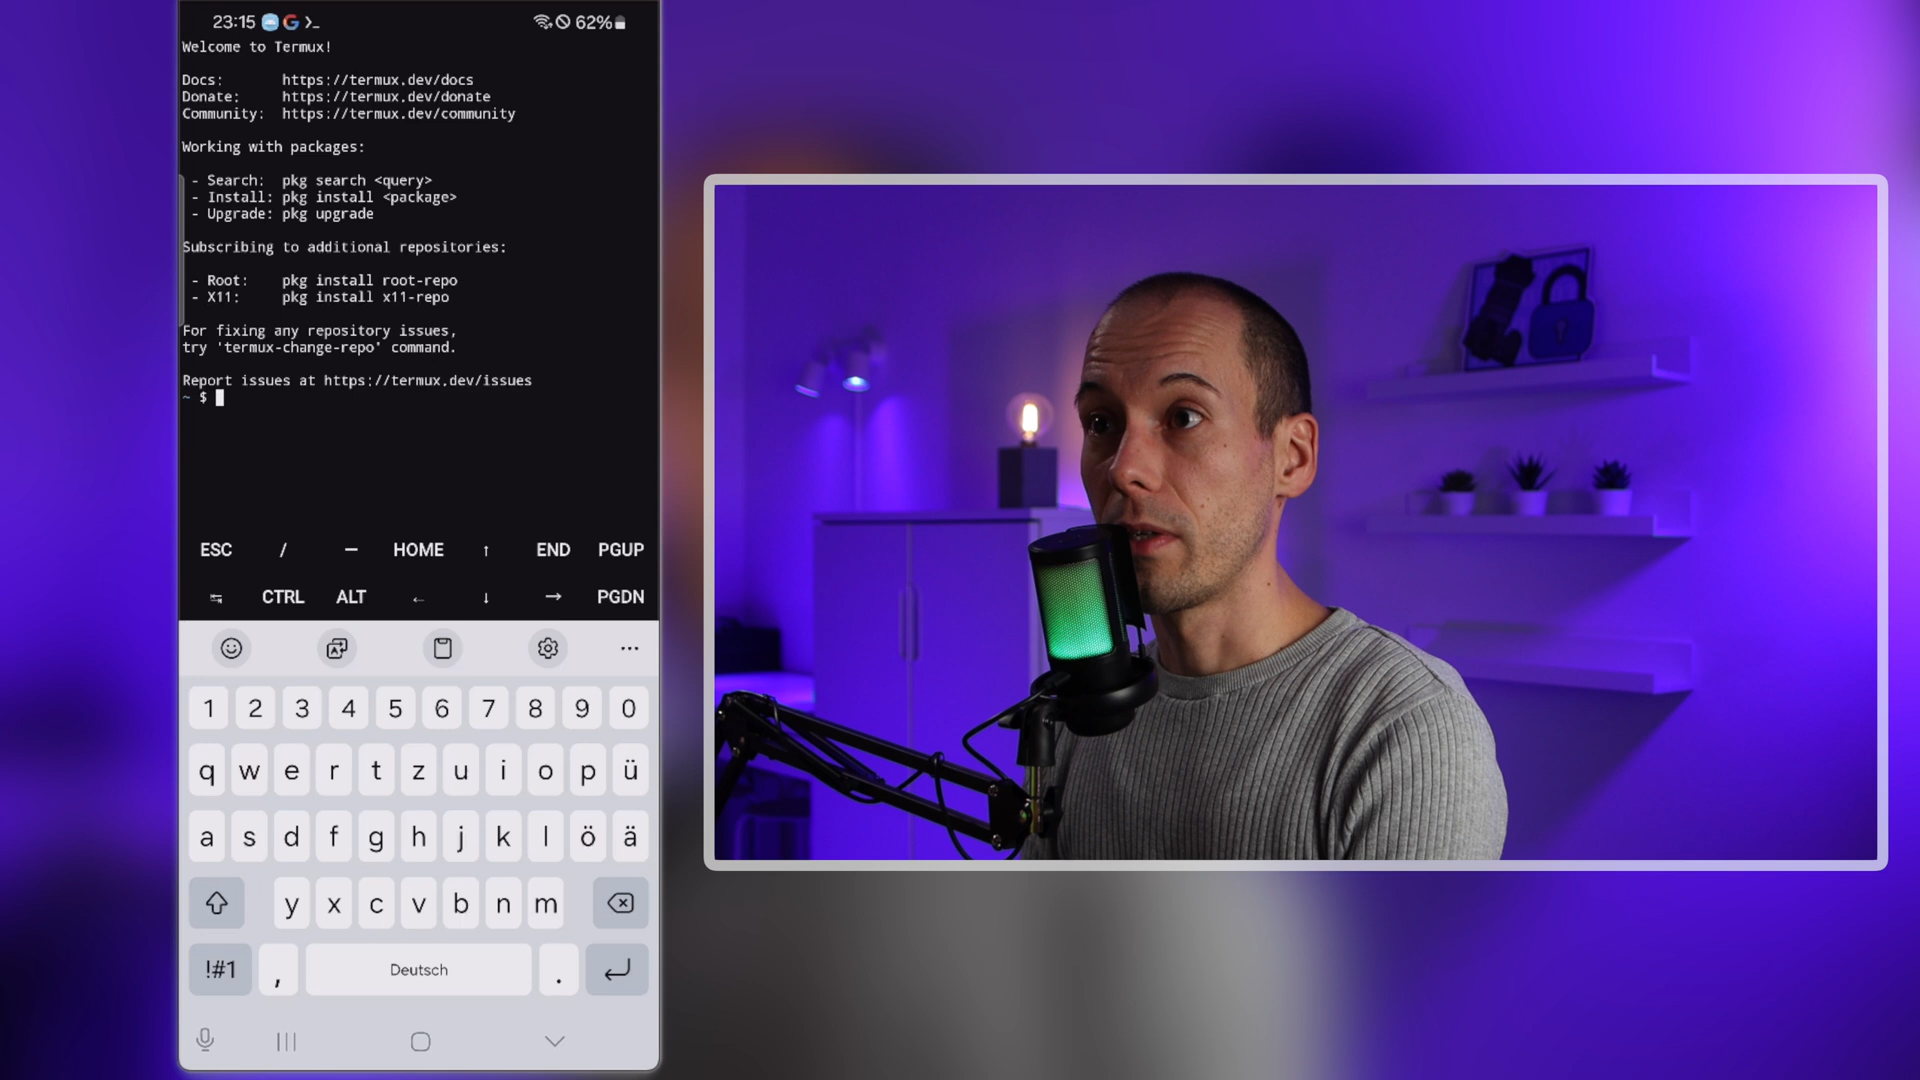 23:15 62%
Welcome to Termux!
Docs: https://termux.dev/docs
Donate: https://termux.dev/donate
Community: https://termux.dev/community
Working with packages:
- Search: pkg search <query>
- Install: pkg install <package>
- Upgrade: pkg upgrade
Subscribing to additional repositories:
- Root: pkg install root-repo
- X11: pkg install x11-repo
For fixing any repository issues,
try 'termux-change-repo' command.
Report issues at https://termux.dev/issues
~ $
ESC / — HOME ↑ END PGUP
↹ CTRL ALT ← ↓ → PGDN
1 2 3 4 5 6 7 8 9 0
q w e r t z u i o p ü
a s d f g h j k l ö ä
y x c v b n m
!#1 , Deutsch .